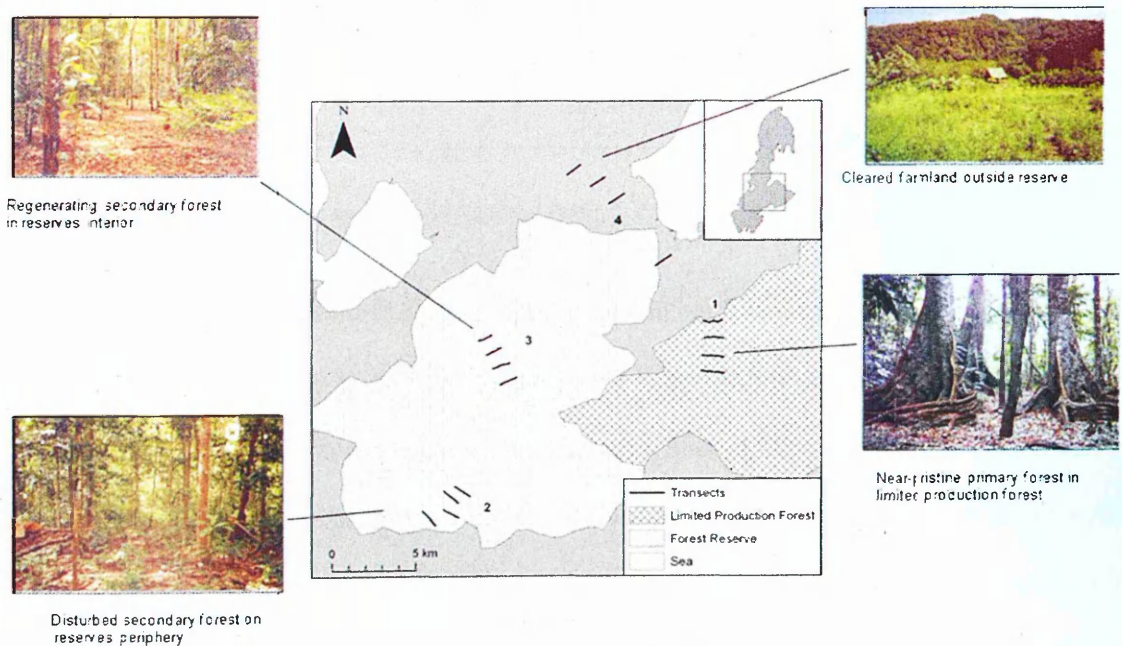 Regenerating secondary forest
in reserves interior
Cleared farmland outside reserve
N
4
1
3
2
Near-pristine primary forest in
limited production forest
Transects
Limited Production Forest
Forest Reserve
Sea
0 5 km
Disturbed secondary forest on
reserves periphery